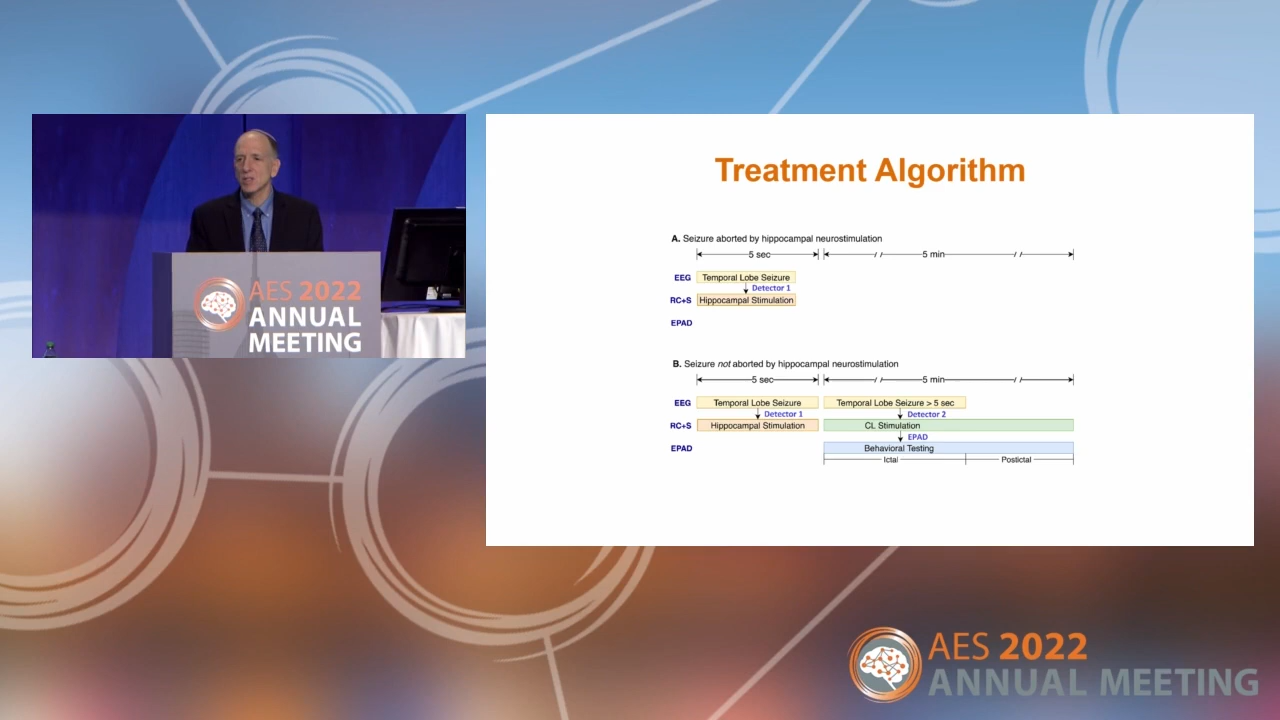 AES 2022
ANNUAL
MEETING
Treatment Algorithm
A. Seizure aborted by hippocampal neurostimulation
5 sec
5 min
EEG
Temporal Lobe Seizure
Detector 1
RC+S
Hippocampal Stimulation
EPAD
B. Seizure not aborted by hippocampal neurostimulation
5 sec
5 min
EEG
Temporal Lobe Seizure
Temporal Lobe Seizure > 5 sec
Detector 1
Detector 2
RC+S
Hippocampal Stimulation
CL Stimulation
EPAD
EPAD
Behavioral Testing
Ictal
Postictal
AES 2022
ANNUAL MEETING